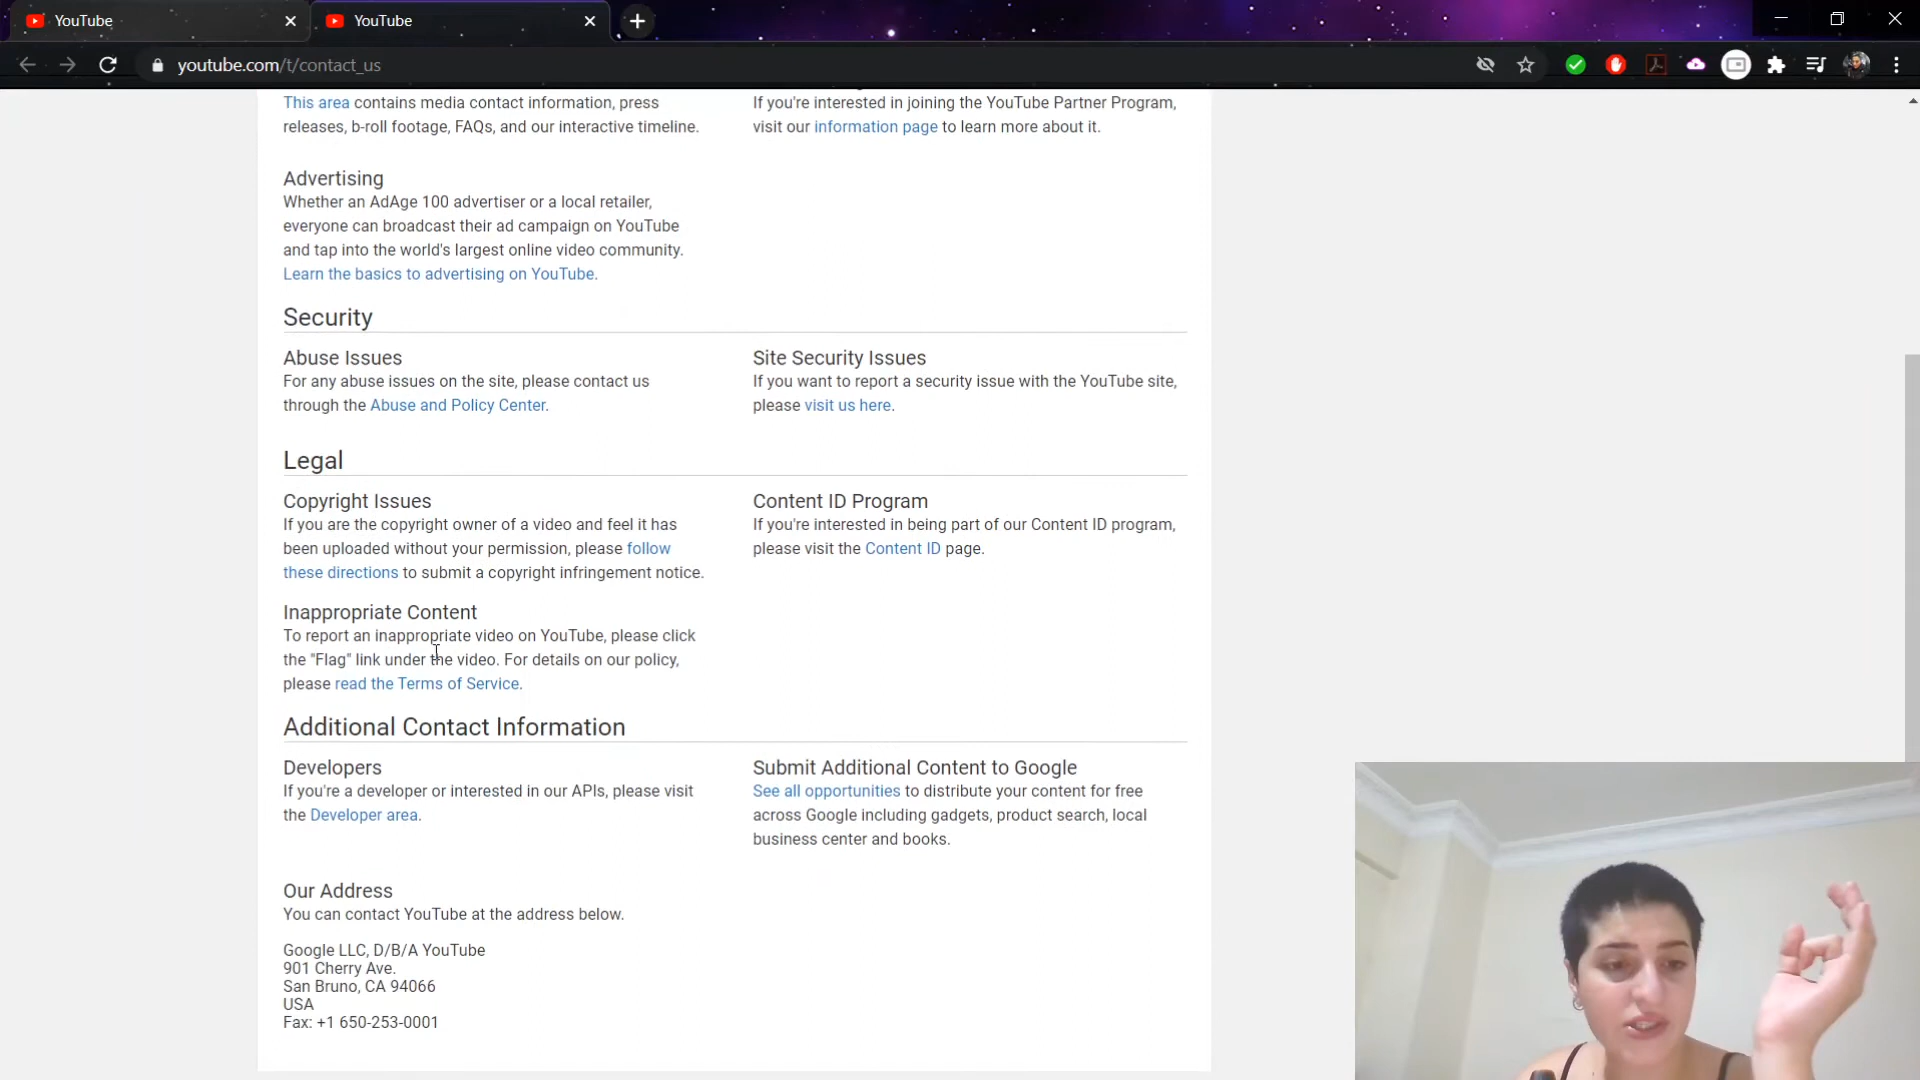 YouTube
YouTube
youtube.com/t/contact_us
This area contains media contact information, press
releases, b-roll footage, FAQs, and our interactive timeline.
If you're interested in joining the YouTube Partner Program,
visit our information page to learn more about it.
Advertising
Whether an AdAge 100 advertiser or a local retailer,
everyone can broadcast their ad campaign on YouTube
and tap into the world's largest online video community.
Learn the basics to advertising on YouTube.
Security
Abuse Issues
For any abuse issues on the site, please contact us
through the Abuse and Policy Center.
Site Security Issues
If you want to report a security issue with the YouTube site,
please visit us here.
Legal
Copyright Issues
If you are the copyright owner of a video and feel it has
been uploaded without your permission, please follow
these directions to submit a copyright infringement notice.
Content ID Program
If you're interested in being part of our Content ID program,
please visit the Content ID page.
Inappropriate Content
To report an inappropriate video on YouTube, please click
the "Flag" link under the video. For details on our policy,
please read the Terms of Service.
Additional Contact Information
Developers
If you're a developer or interested in our APIs, please visit
the Developer area.
Submit Additional Content to Google
See all opportunities to distribute your content for free
across Google including gadgets, product search, local
business center and books.
Our Address
You can contact YouTube at the address below.
Google LLC, D/B/A YouTube
901 Cherry Ave.
San Bruno, CA 94066
USA
Fax: +1 650-253-0001